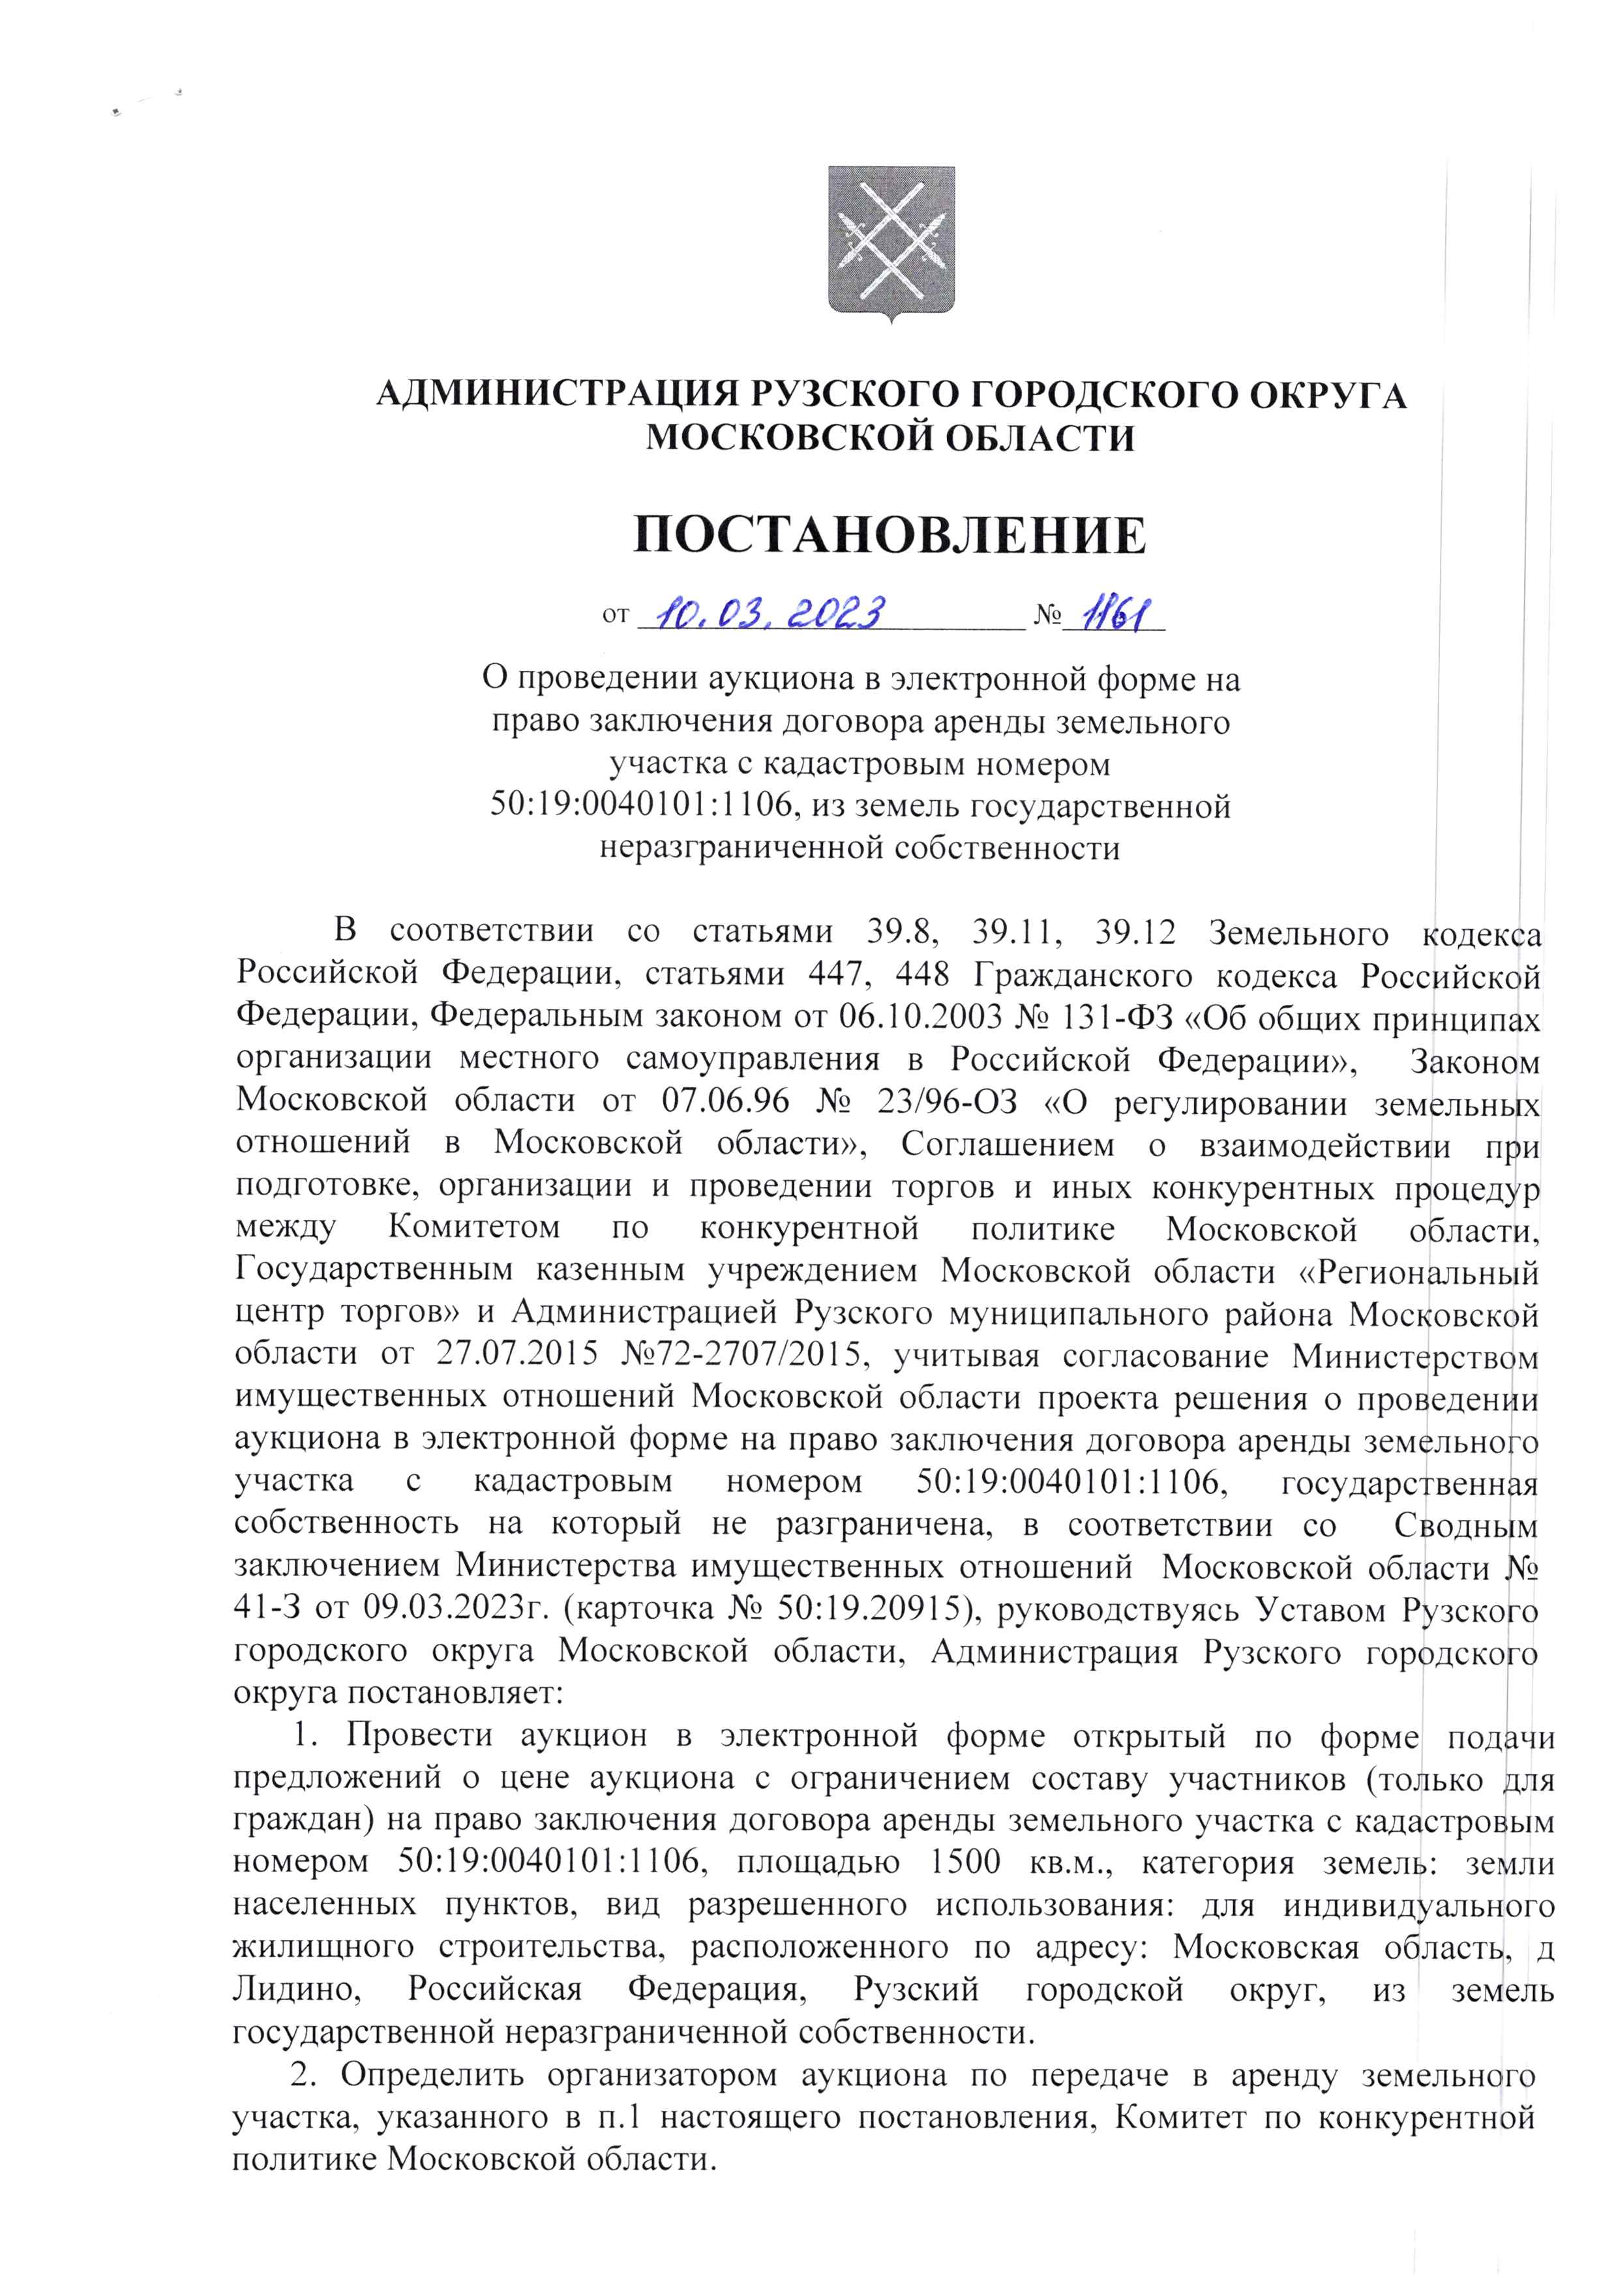 АДМИНИСТРАЦИЯ РУЗСКОГО ГОРОДСКОГО ОКРУГА
МОСКОВСКОЙ ОБЛАСТИ
ПОСТАНОВЛЕНИЕ
от 10.03.2023 № 1161
О проведении аукциона в электронной форме на
право заключения договора аренды земельного
участка с кадастровым номером
50:19:0040101:1106, из земель государственной
неразграниченной собственности
В соответствии со статьями 39.8, 39.11, 39.12 Земельного кодекса
Российской Федерации, статьями 447, 448 Гражданского кодекса Российской
Федерации, Федеральным законом от 06.10.2003 № 131-ФЗ «Об общих принципах
организации местного самоуправления в Российской Федерации», Законом
Московской области от 07.06.96 № 23/96-ОЗ «О регулировании земельных
отношений в Московской области», Соглашением о взаимодействии при
подготовке, организации и проведении торгов и иных конкурентных процедур
между Комитетом по конкурентной политике Московской области,
Государственным казенным учреждением Московской области «Региональный
центр торгов» и Администрацией Рузского муниципального района Московской
области от 27.07.2015 №72-2707/2015, учитывая согласование Министерством
имущественных отношений Московской области проекта решения о проведении
аукциона в электронной форме на право заключения договора аренды земельного
участка с кадастровым номером 50:19:0040101:1106, государственная
собственность на который не разграничена, в соответствии со Сводным
заключением Министерства имущественных отношений Московской области №
41-З от 09.03.2023г. (карточка № 50:19.20915), руководствуясь Уставом Рузского
городского округа Московской области, Администрация Рузского городского
округа постановляет:
1. Провести аукцион в электронной форме открытый по форме подачи
предложений о цене аукциона с ограничением составу участников (только для
граждан) на право заключения договора аренды земельного участка с кадастровым
номером 50:19:0040101:1106, площадью 1500 кв.м., категория земель: земли
населенных пунктов, вид разрешенного использования: для индивидуального
жилищного строительства, расположенного по адресу: Московская область, д
Лидино, Российская Федерация, Рузский городской округ, из земель
государственной неразграниченной собственности.
2. Определить организатором аукциона по передаче в аренду земельного
участка, указанного в п.1 настоящего постановления, Комитет по конкурентной
политике Московской области.